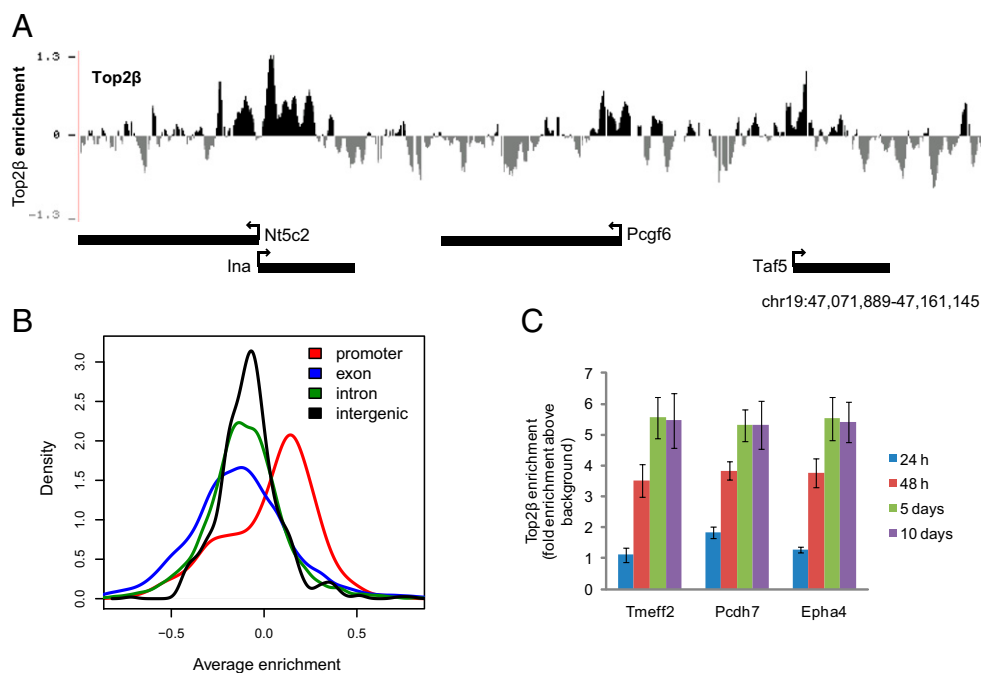 A
1.3
Top2β
0
-1.3
Top2β enrichment
Nt5c2
Pcgf6
Ina
Taf5
chr19:47,071,889-47,161,145
B
promoter
exon
intron
intergenic
3.0
2.5
2.0
1.5
1.0
0.5
0.0
Density
−0.5
0.0
0.5
Average enrichment
C
7
6
5
4
3
2
1
0
Top2β enrichment
(fold enrichment above
background)
24 h
48 h
5 days
10 days
Tmeff2
Pcdh7
Epha4